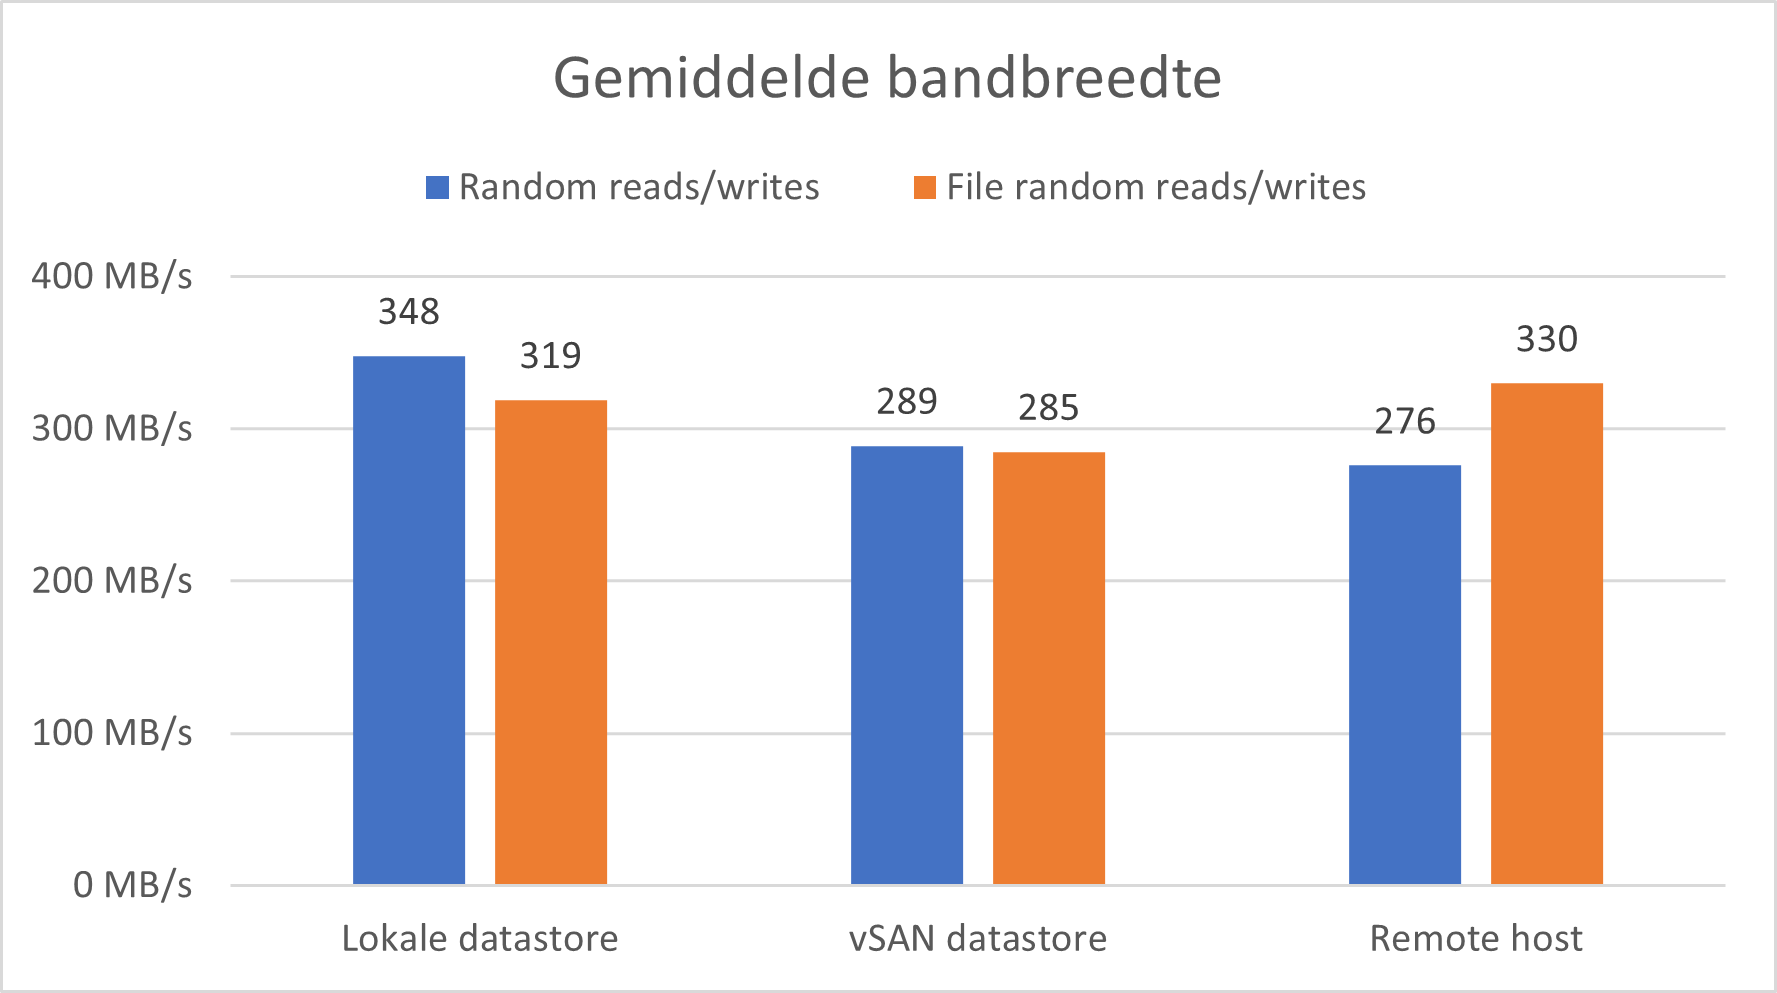 Gemiddelde bandbreedte
Random reads/writes File random reads/writes
400 MB/s
300 MB/s
200 MB/s
100 MB/s
0 MB/s
348
319
289
285
276
330
Lokale datastore vSAN datastore Remote host